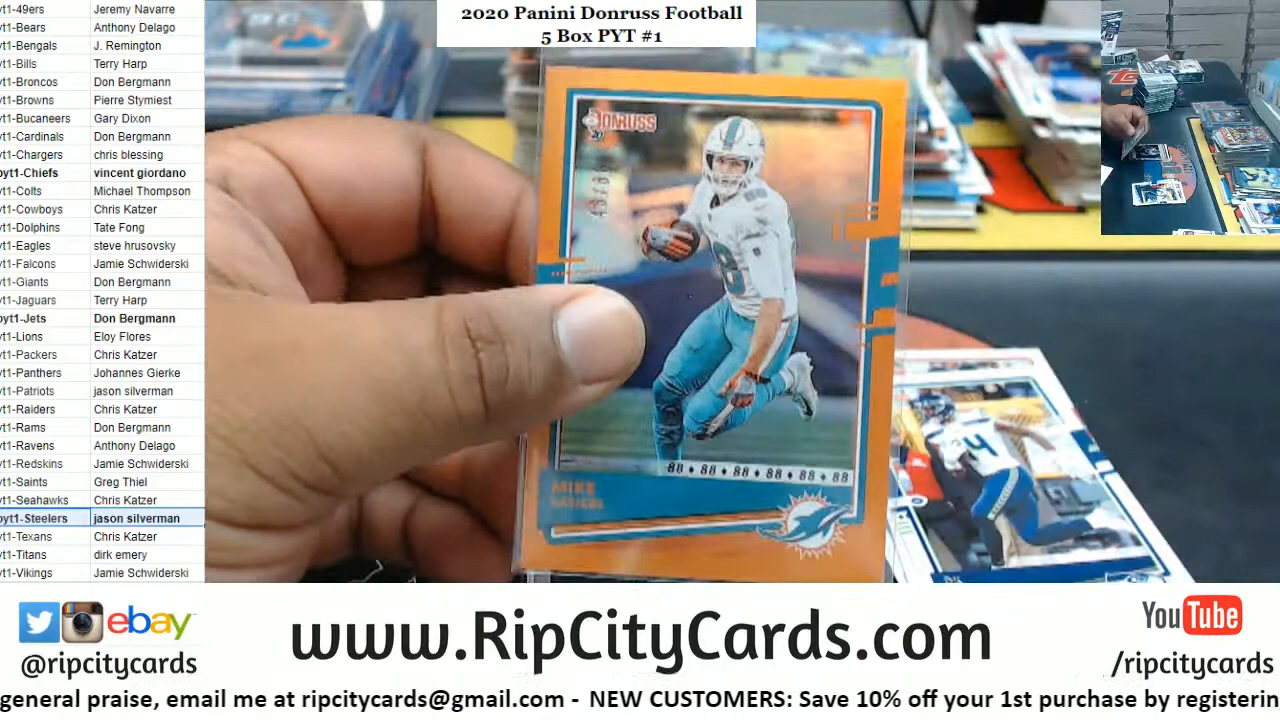 yt1-49ers Jeremy Navarre
yt1-Bears Anthony Delago
yt1-Bengals J. Remington
yt1-Bills Terry Harp
yt1-Broncos Don Bergmann
yt1-Browns Pierre Stymiest
yt1-Bucaneers Gary Dixon
yt1-Cardinals Don Bergmann
yt1-Chargers chris blessing
pyt1-Chiefs vincent giordano
yt1-Colts Michael Thompson
yt1-Cowboys Chris Katzer
yt1-Dolphins Tate Fong
yt1-Eagles steve hrusovsky
yt1-Falcons Jamie Schwiderski
yt1-Giants Don Bergmann
yt1-Jaguars Terry Harp
pyt1-Jets Don Bergmann
yt1-Lions Eloy Flores
yt1-Packers Chris Katzer
yt1-Panthers Johannes Gierke
yt1-Patriots jason silverman
yt1-Raiders Chris Katzer
yt1-Rams Don Bergmann
yt1-Ravens Anthony Delago
yt1-Redskins Jamie Schwiderski
yt1-Saints Greg Thiel
yt1-Seahawks Chris Katzer
pyt1-Steelers jason silverman
yt1-Texans Chris Katzer
yt1-Titans dirk emery
yt1-Vikings Jamie Schwiderski
2020 Panini Donruss Football
5 Box PYT #1
DONRUSS
20
88
88 ♦ 88 ♦ 88 ♦ 88 ♦ 88 ♦ 88
MIKE
ebay
@ripcitycards
www.RipCityCards.com
YouTube
/ripcitycards
general praise, email me at ripcitycards@gmail.com - NEW CUSTOMERS: Save 10% off your 1st purchase by registerin